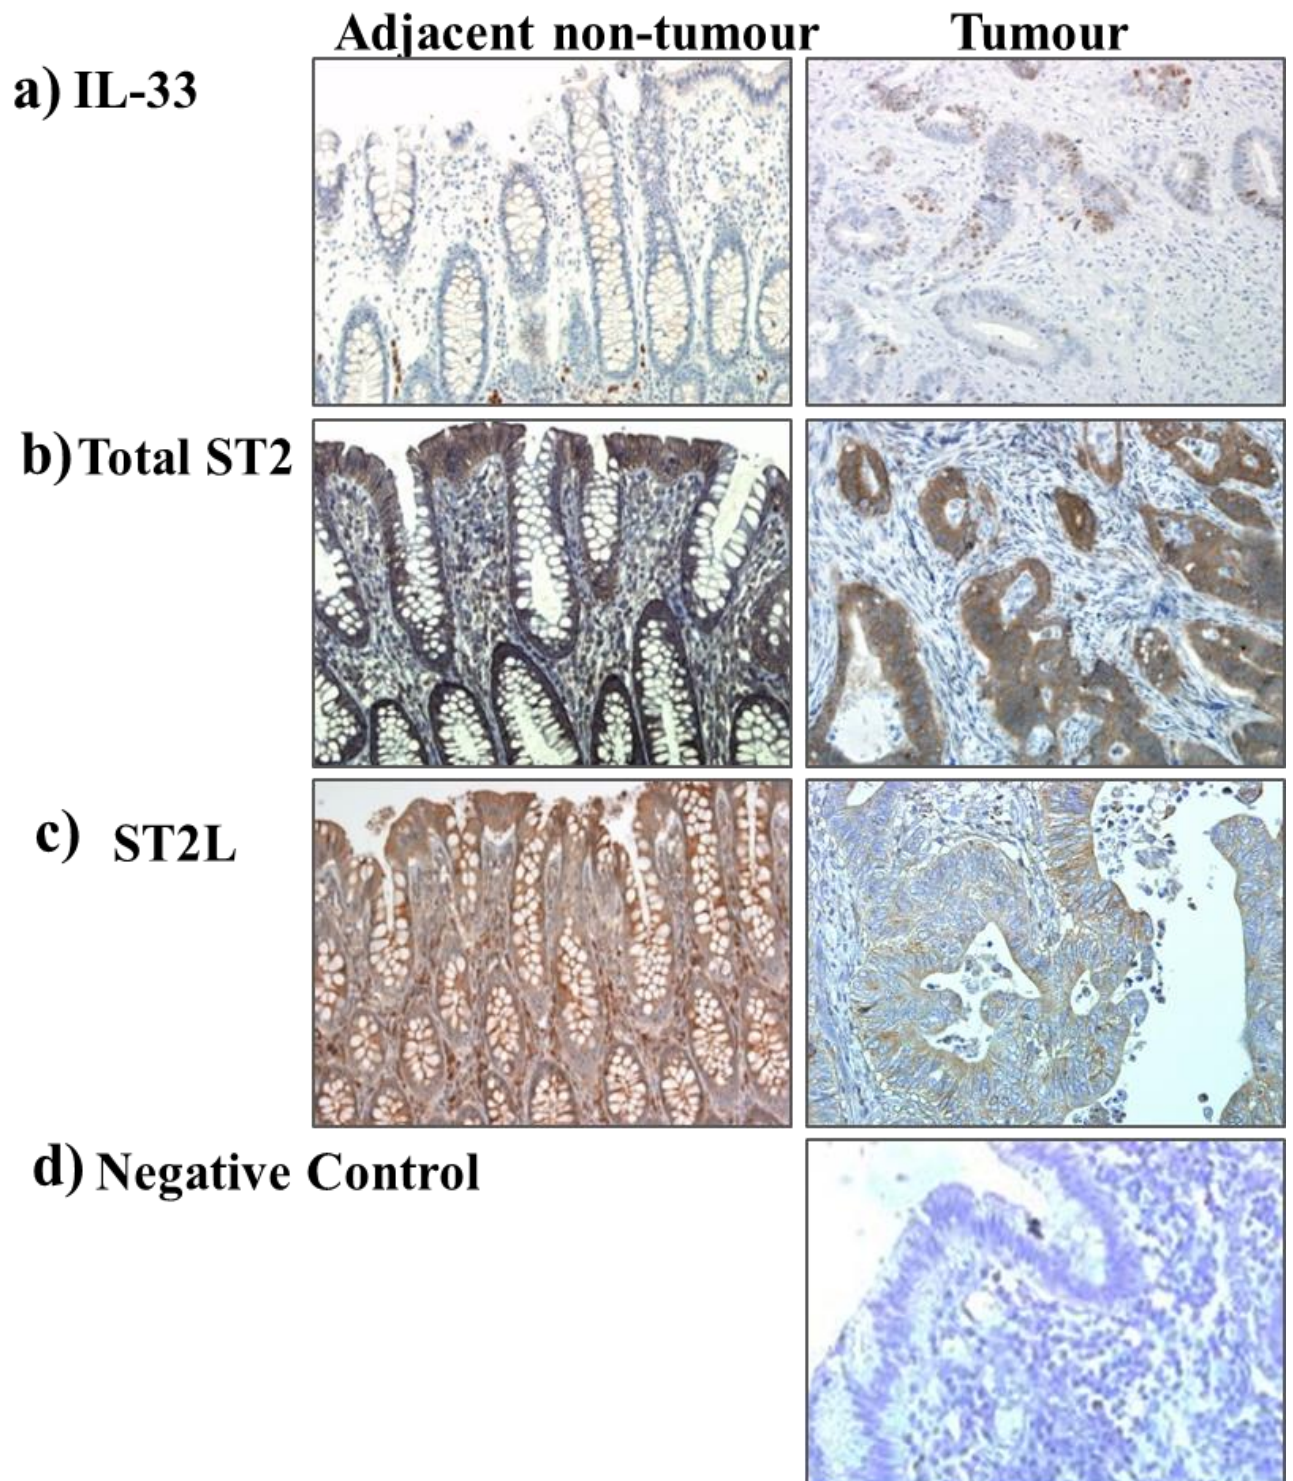 Adjacent non-tumour Tumour
a) IL-33
b) Total ST2
c) ST2L
d) Negative Control